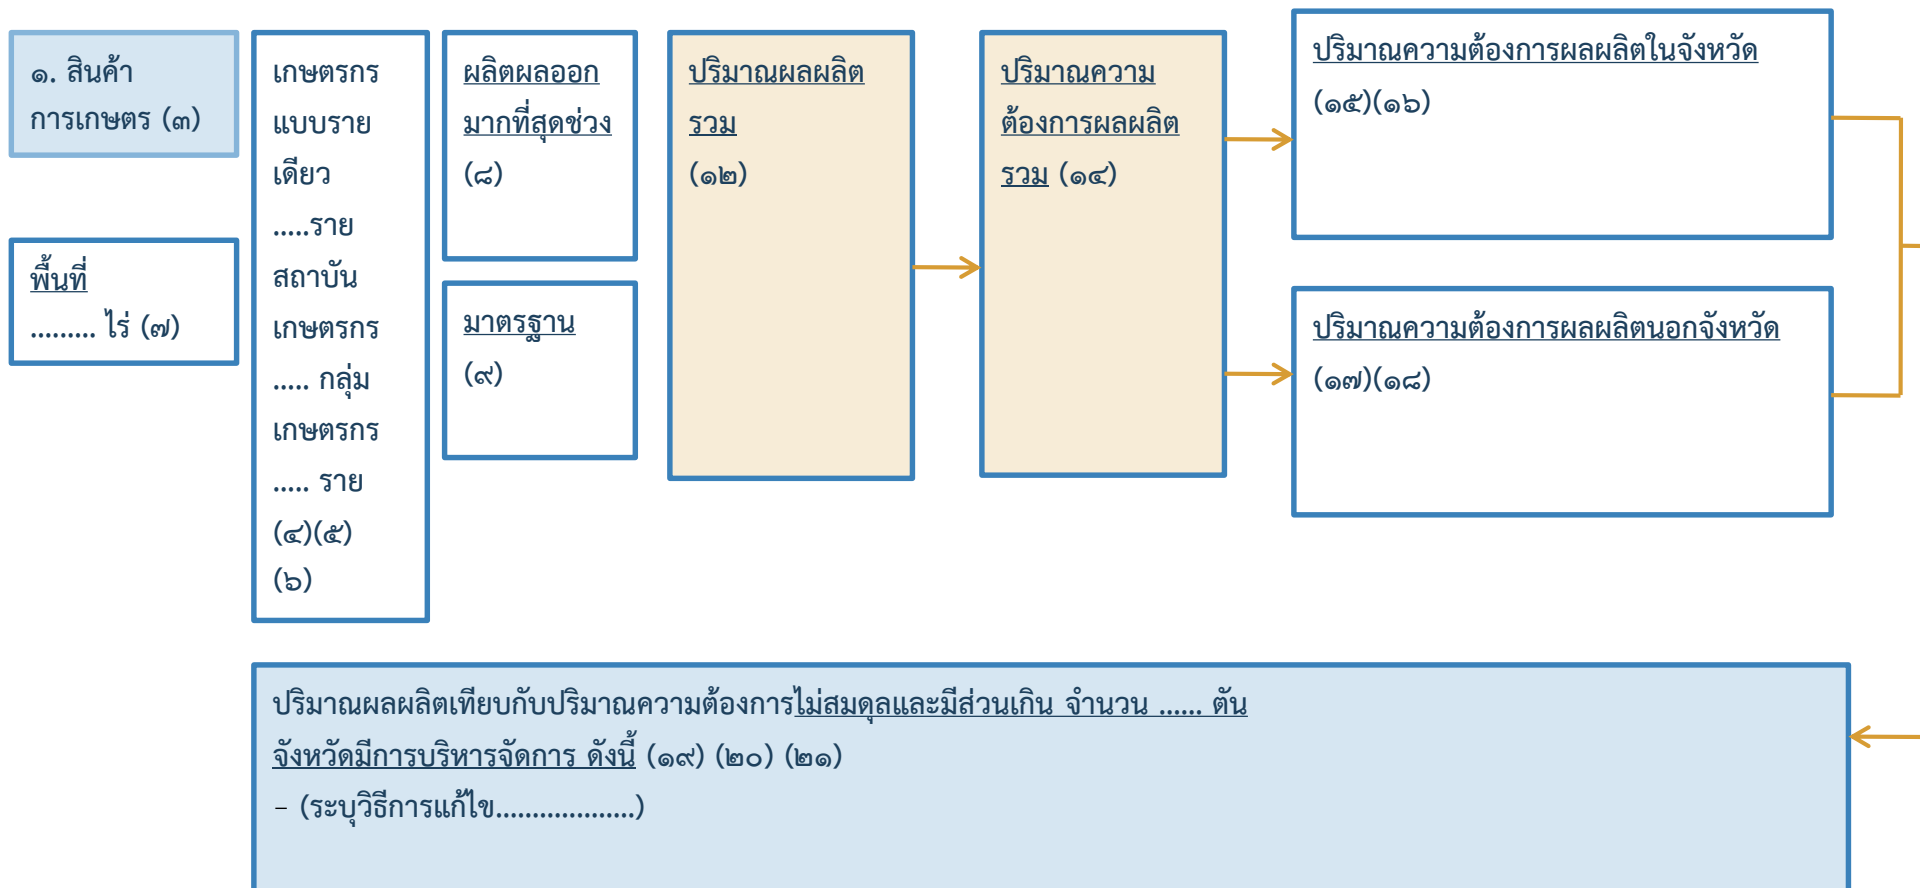 ๑. สินค้า
การเกษตร (๓)
พื้นที่
......... ไร่ (๗)
เกษตรกร
แบบราย
เดียว
.....ราย
สถาบัน
เกษตรกร
..... กลุ่ม
เกษตรกร
..... ราย
(๔)(๕)
(๖)
ผลิตผลออก
มากที่สุดช่วง
(๘)
มาตรฐาน
(๙)
ปริมาณผลผลิต
รวม
(๑๒)
ปริมาณความ
ต้องการผลผลิต
รวม (๑๔)
ปริมาณความต้องการผลผลิตในจังหวัด
(๑๕)(๑๖)
ปริมาณความต้องการผลผลิตนอกจังหวัด
(๑๗)(๑๘)
ปริมาณผลผลิตเทียบกับปริมาณความต้องการไม่สมดุลและมีส่วนเกิน จำนวน ...... ตัน
จังหวัดมีการบริหารจัดการ ดังนี้ (๑๙) (๒๐) (๒๑)
- (ระบุวิธีการแก้ไข...................)